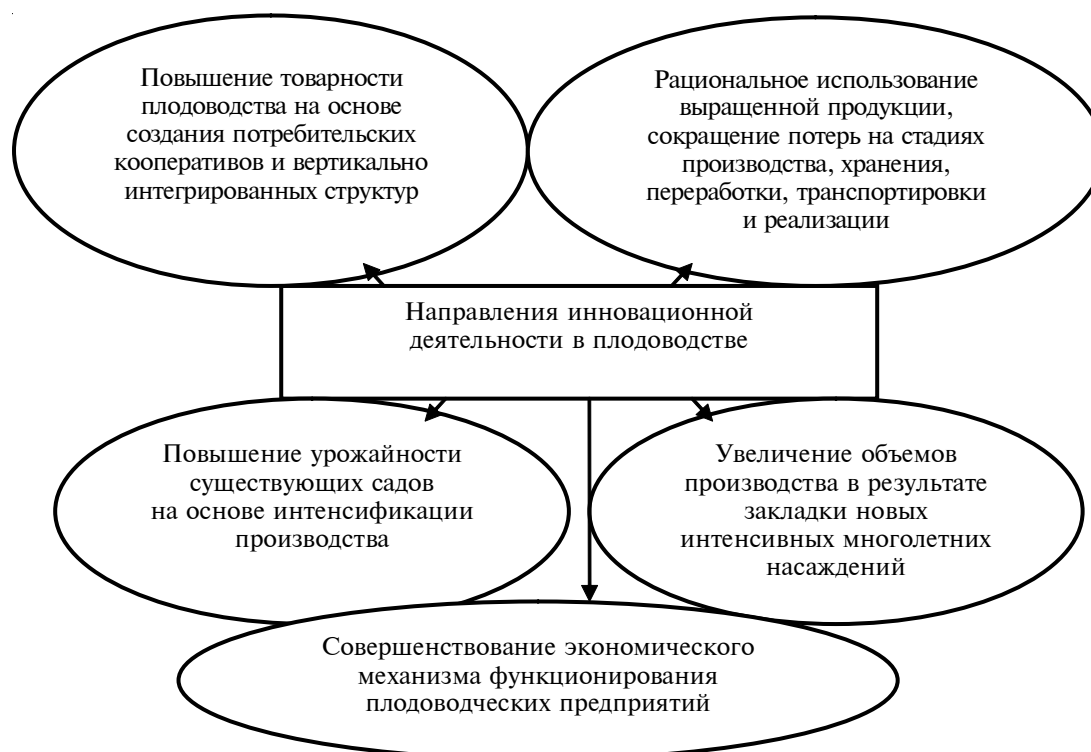 Повышение товарности
плодоводства на основе
создания потребительских
кооперативов и вертикально
интегрированных структур
Рациональное использование
выращенной продукции,
сокращение потерь на стадиях
производства, хранения,
переработки, транспортировки
и реализации
Направления инновационной
деятельности в плодоводстве
Повышение урожайности
существующих садов
на основе интенсификации
производства
Увеличение объемов
производства в результате
закладки новых
интенсивных многолетних
насаждений
Совершенствование экономического
механизма функционирования
плодоводческих предприятий